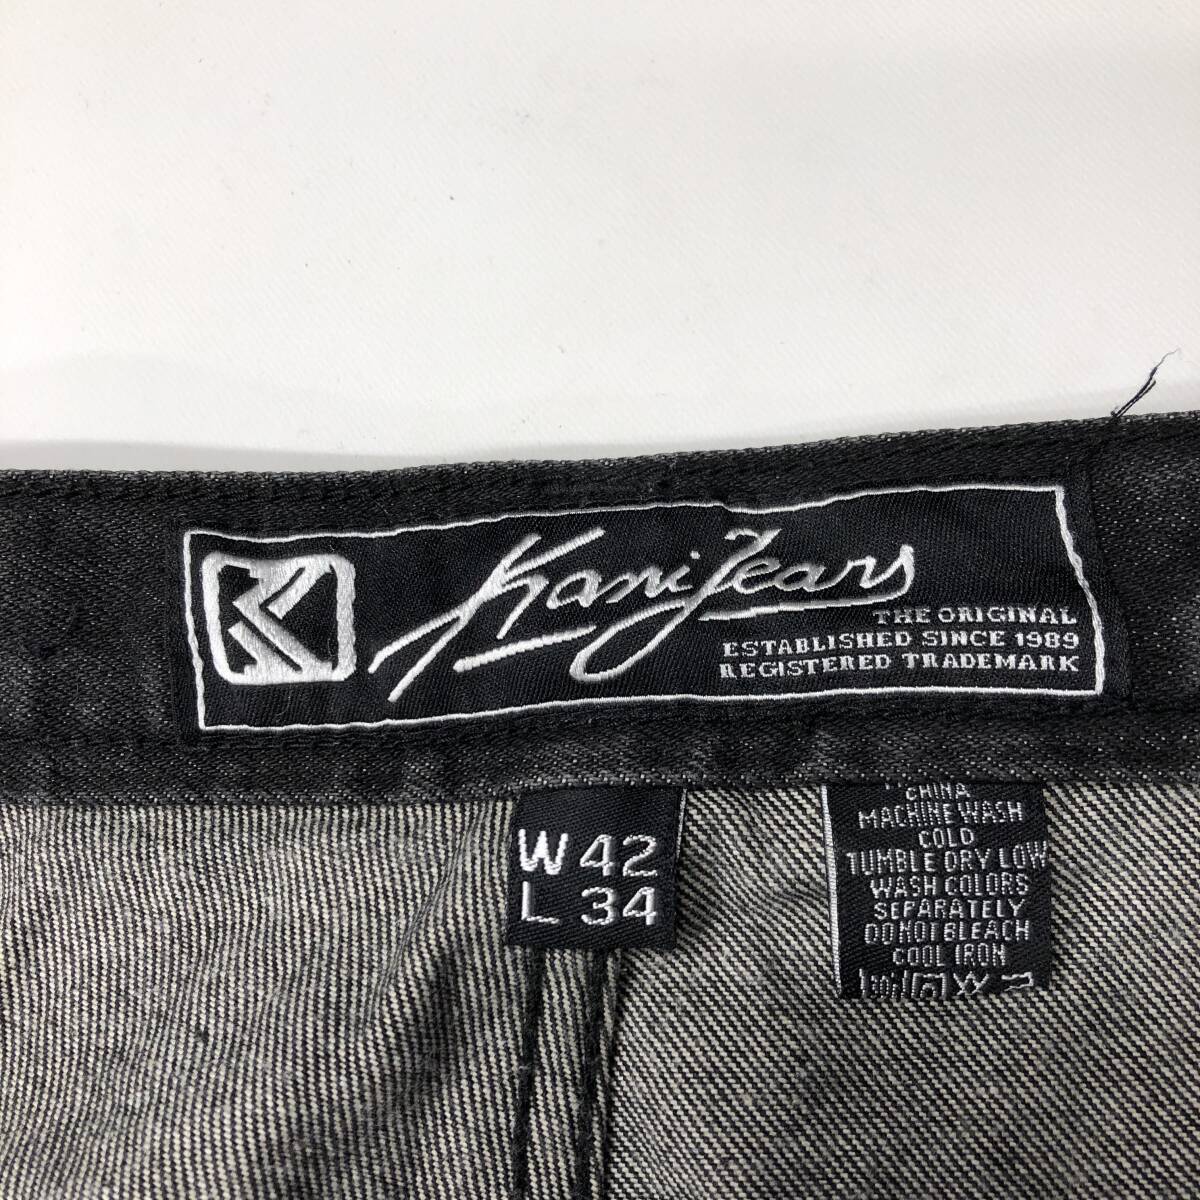 Kani Jeans
THE ORIGINAL
ESTABLISHED SINCE 1989
REGISTERED TRADEMARK
W 42
L 34
CHINA
MACHINE WASH
COLD
TUMBLE DRY LOW
WASH COLORS
SEPARATELY
DO NOT BLEACH
COOL IRON